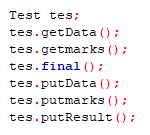 Test tes;
tes.getData();
tes.getmarks();
tes.final();
tes.putData();
tes.putmarks();
tes.putResult();